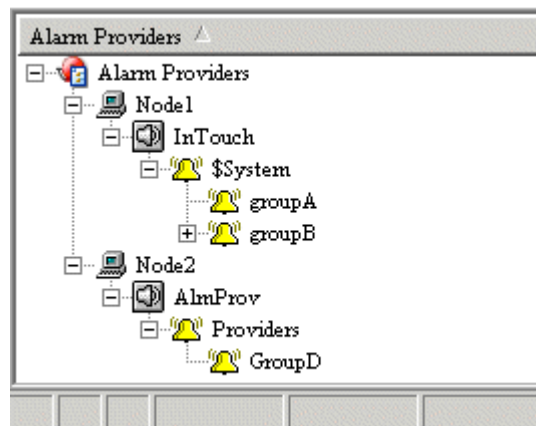 Alarm Providers
Alarm Providers
Node1
InTouch
$System
groupA
groupB
Node2
AlmProv
Providers
GroupD